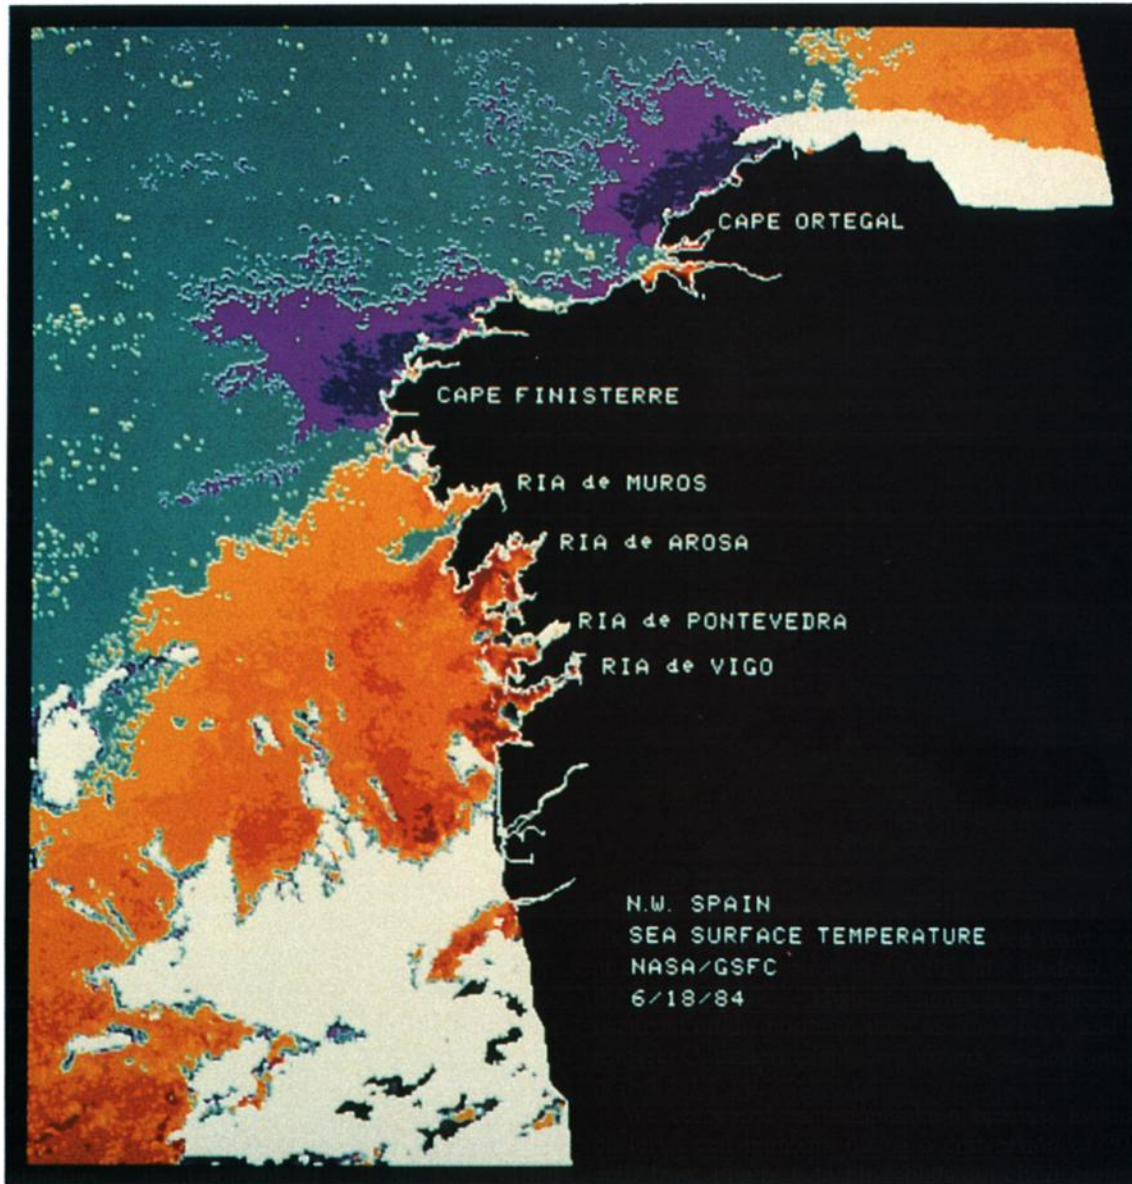 CAPE ORTEGAL
CAPE FINISTERRE
RIA de MUROS
RIA de AROSA
RIA de PONTEVEDRA
RIA de VIGO
N.W. SPAIN
SEA SURFACE TEMPERATURE
NASA/GSFC
6/18/84